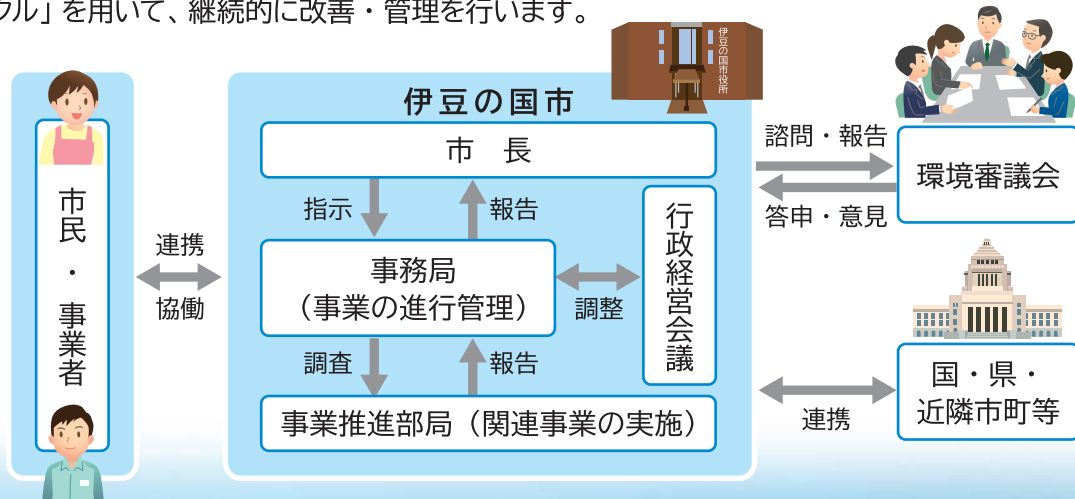 クル」を用いて、継続的に改善・管理を行います。
伊豆の国市役所
伊豆の国市
市　長
指示
報告
事務局
（事業の進行管理）
調整
行政経営会議
調査
報告
事業推進部局（関連事業の実施）
市民・事業者
連携
協働
諮問・報告
答申・意見
環境審議会
連携
国・県・
近隣市町等